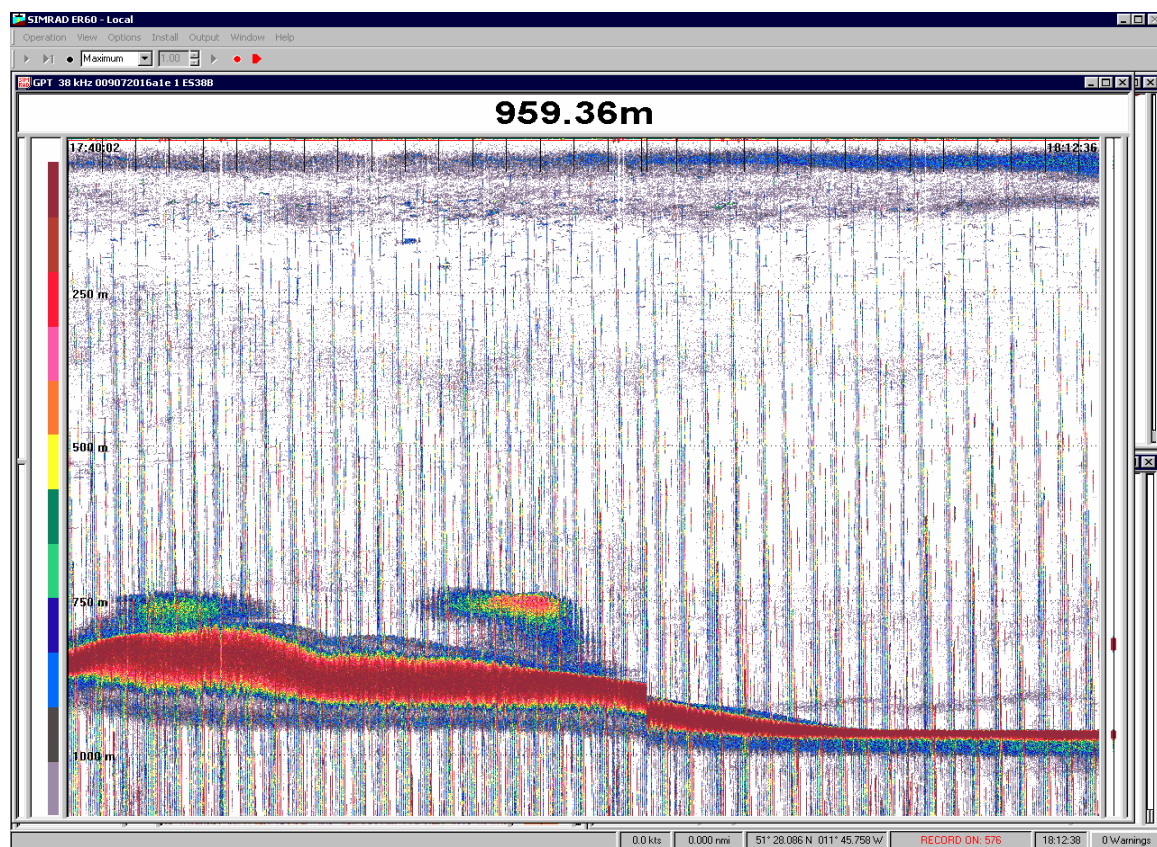 SIMRAD ER60 - Local
Operation View Options Install Output Window Help
Maximum 1.00
GPT 38 kHz 009072016a1e 1 ES38B
959.36m
17:40:02 18:12:36
250 m
500 m
750 m
1000 m
0.0 kts 0.000 nmi 51° 28.086 N 011° 45.758 W RECORD ON: 576 18:12:38 0 Warnings